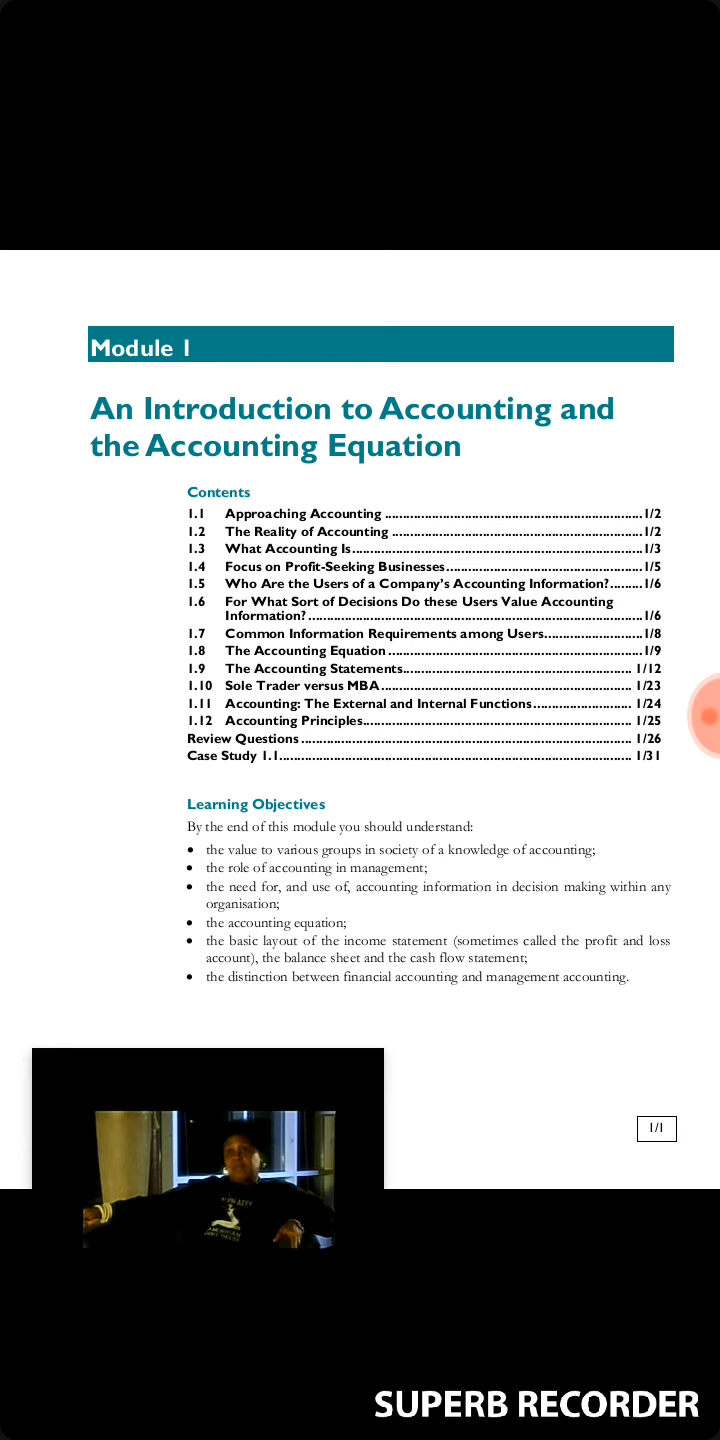 Module 1
An Introduction to Accounting and
the Accounting Equation
Contents
1.1 Approaching Accounting ......................................................................1/2
1.2 The Reality of Accounting ....................................................................1/2
1.3 What Accounting Is...............................................................................1/3
1.4 Focus on Profit-Seeking Businesses.....................................................1/5
1.5 Who Are the Users of a Company’s Accounting Information?.........1/6
1.6 For What Sort of Decisions Do these Users Value Accounting
Information? ...........................................................................................1/6
1.7 Common Information Requirements among Users...........................1/8
1.8 The Accounting Equation .....................................................................1/9
1.9 The Accounting Statements.............................................................. 1/12
1.10 Sole Trader versus MBA .................................................................... 1/23
1.11 Accounting: The External and Internal Functions........................... 1/24
1.12 Accounting Principles......................................................................... 1/25
Review Questions .......................................................................................... 1/26
Case Study 1.1................................................................................................ 1/31
Learning Objectives
By the end of this module you should understand:
• the value to various groups in society of a knowledge of accounting;
• the role of accounting in management;
• the need for, and use of, accounting information in decision making within any
organisation;
• the accounting equation;
• the basic layout of the income statement (sometimes called the profit and loss
account), the balance sheet and the cash flow statement;
• the distinction between financial accounting and management accounting.
1/1
AMERICAN
SUPERB RECORDER